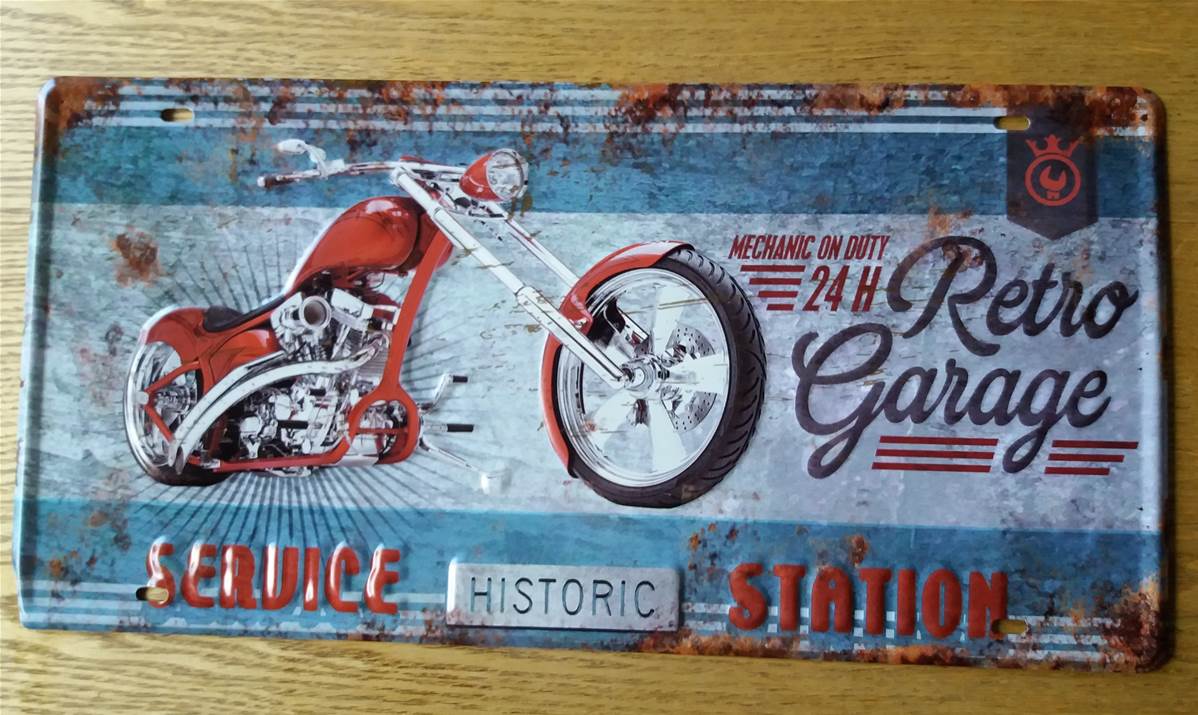 MECHANIC ON DUTY
24 H
Retro
Garage
SERVICE HISTORIC STATION